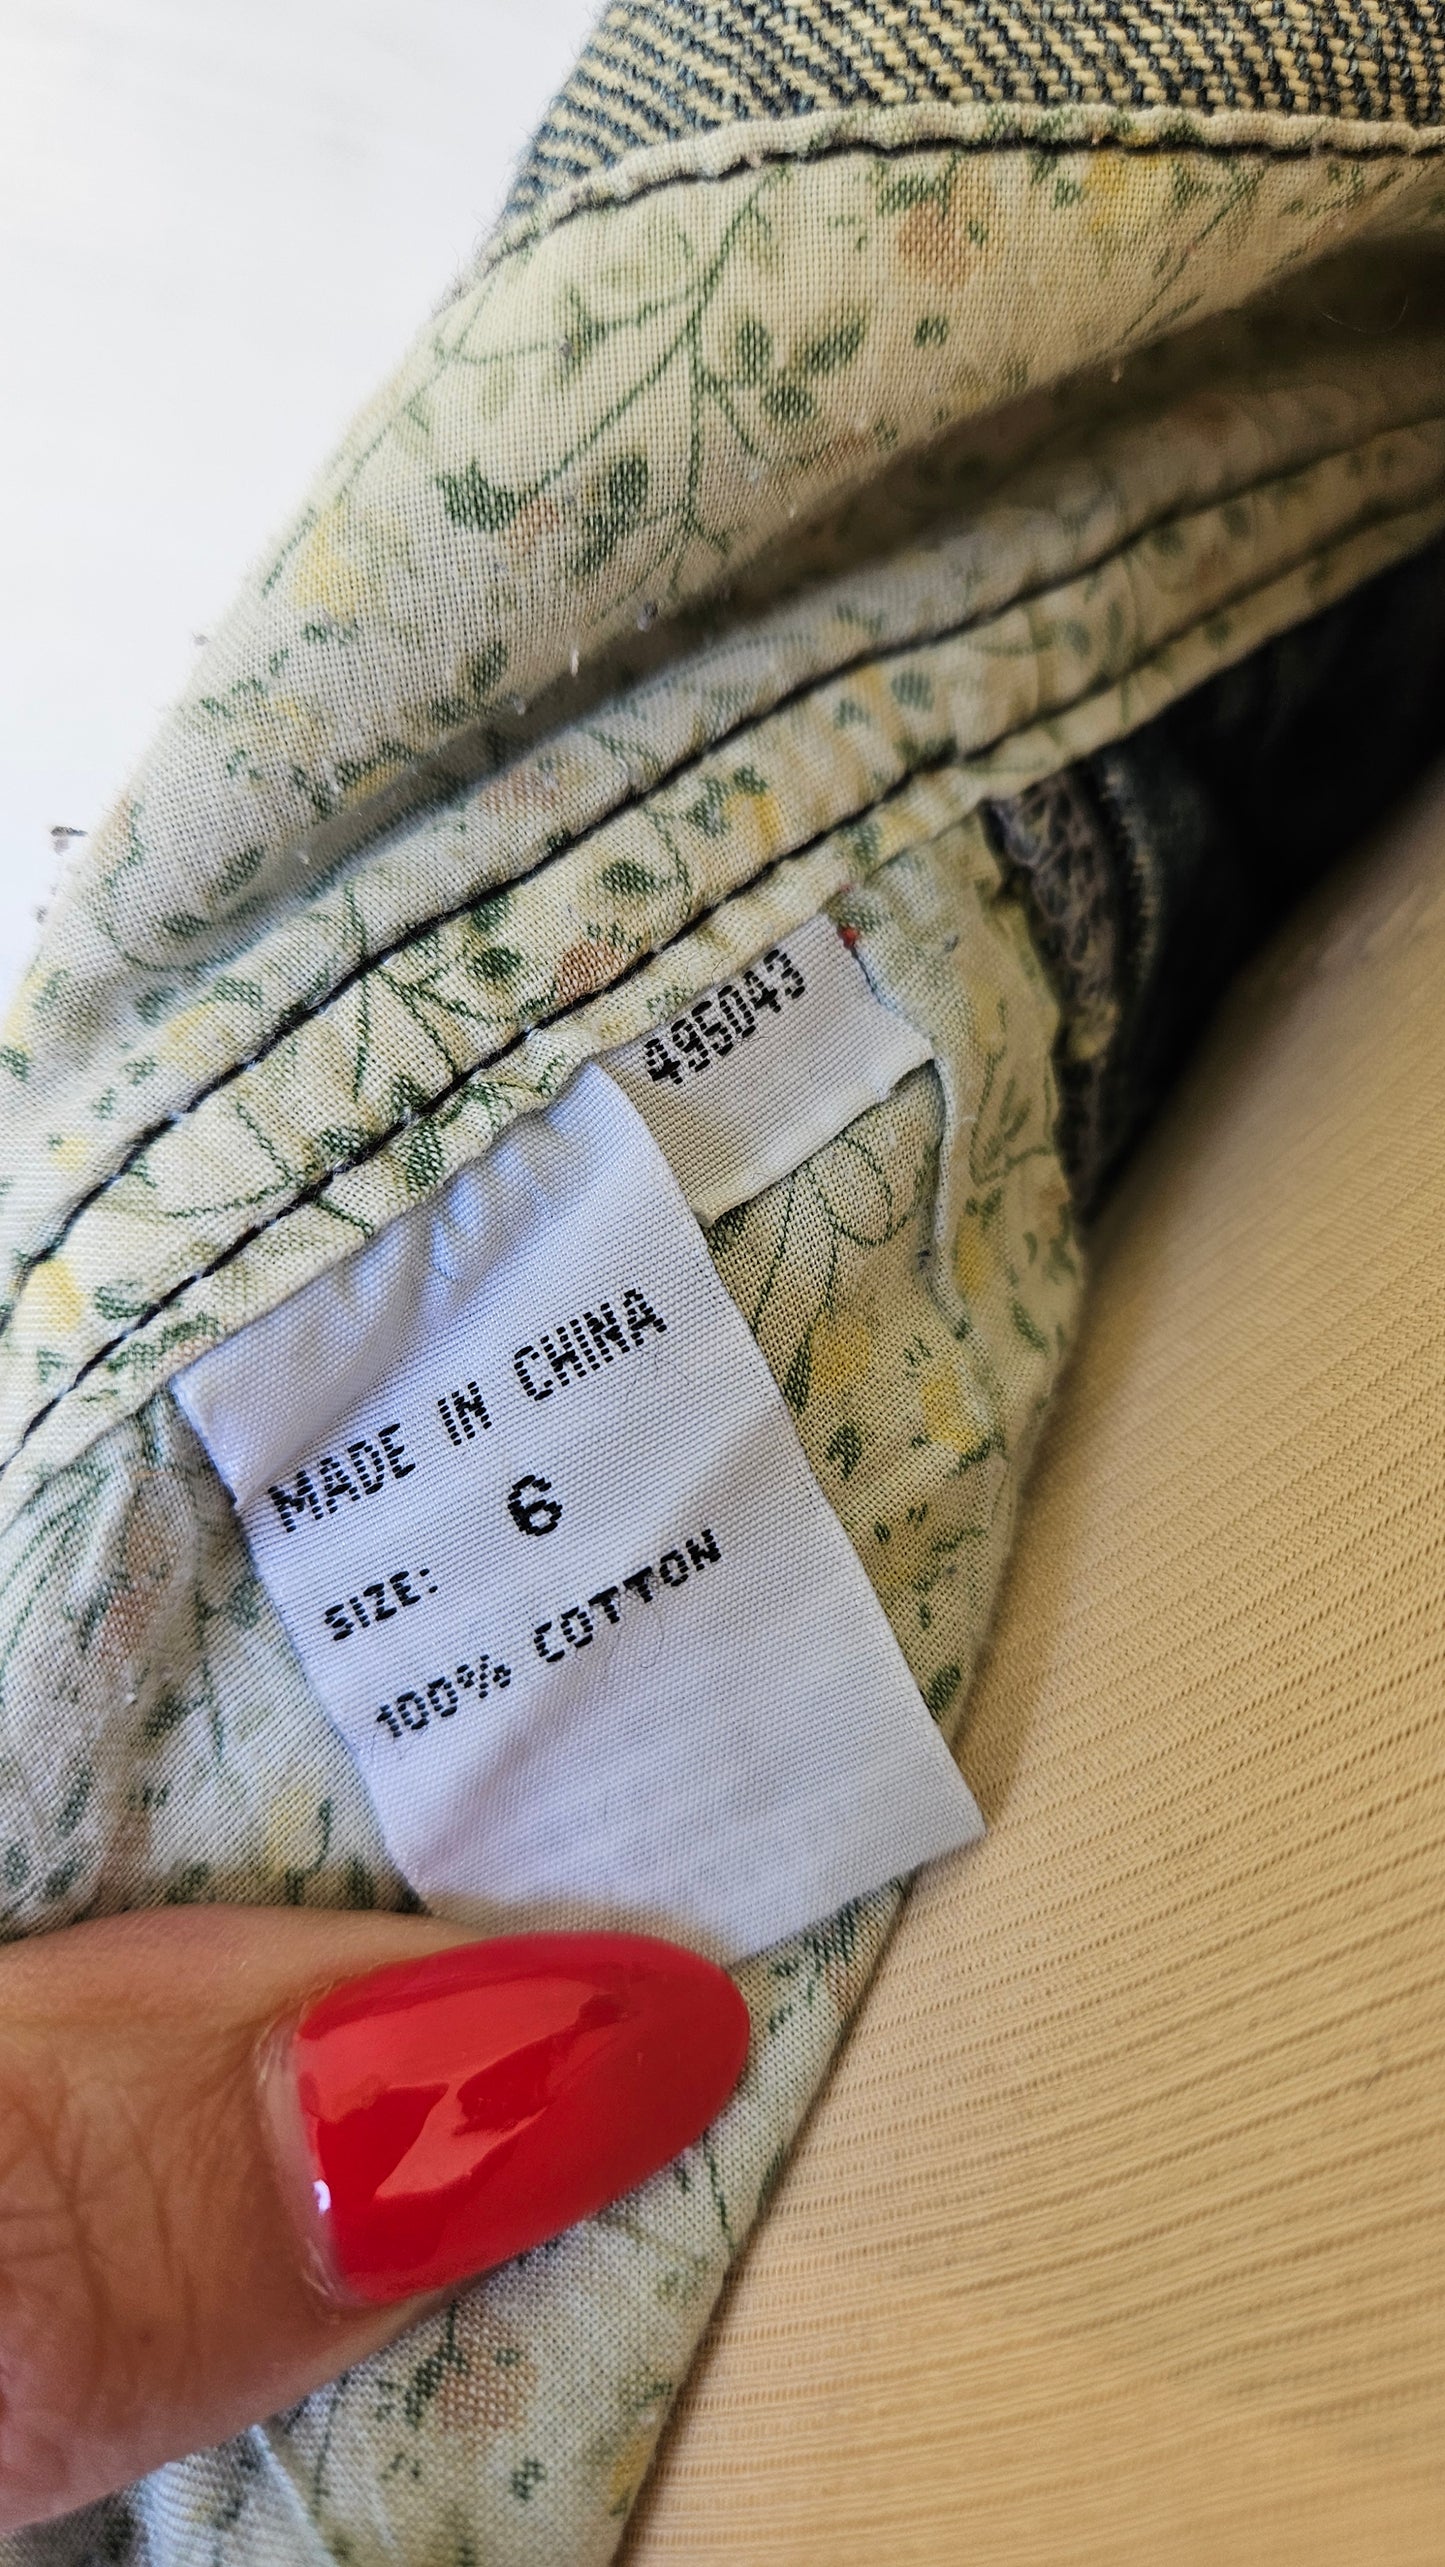 495043
MADE IN CHINA
SIZE: 6
100% COTTON